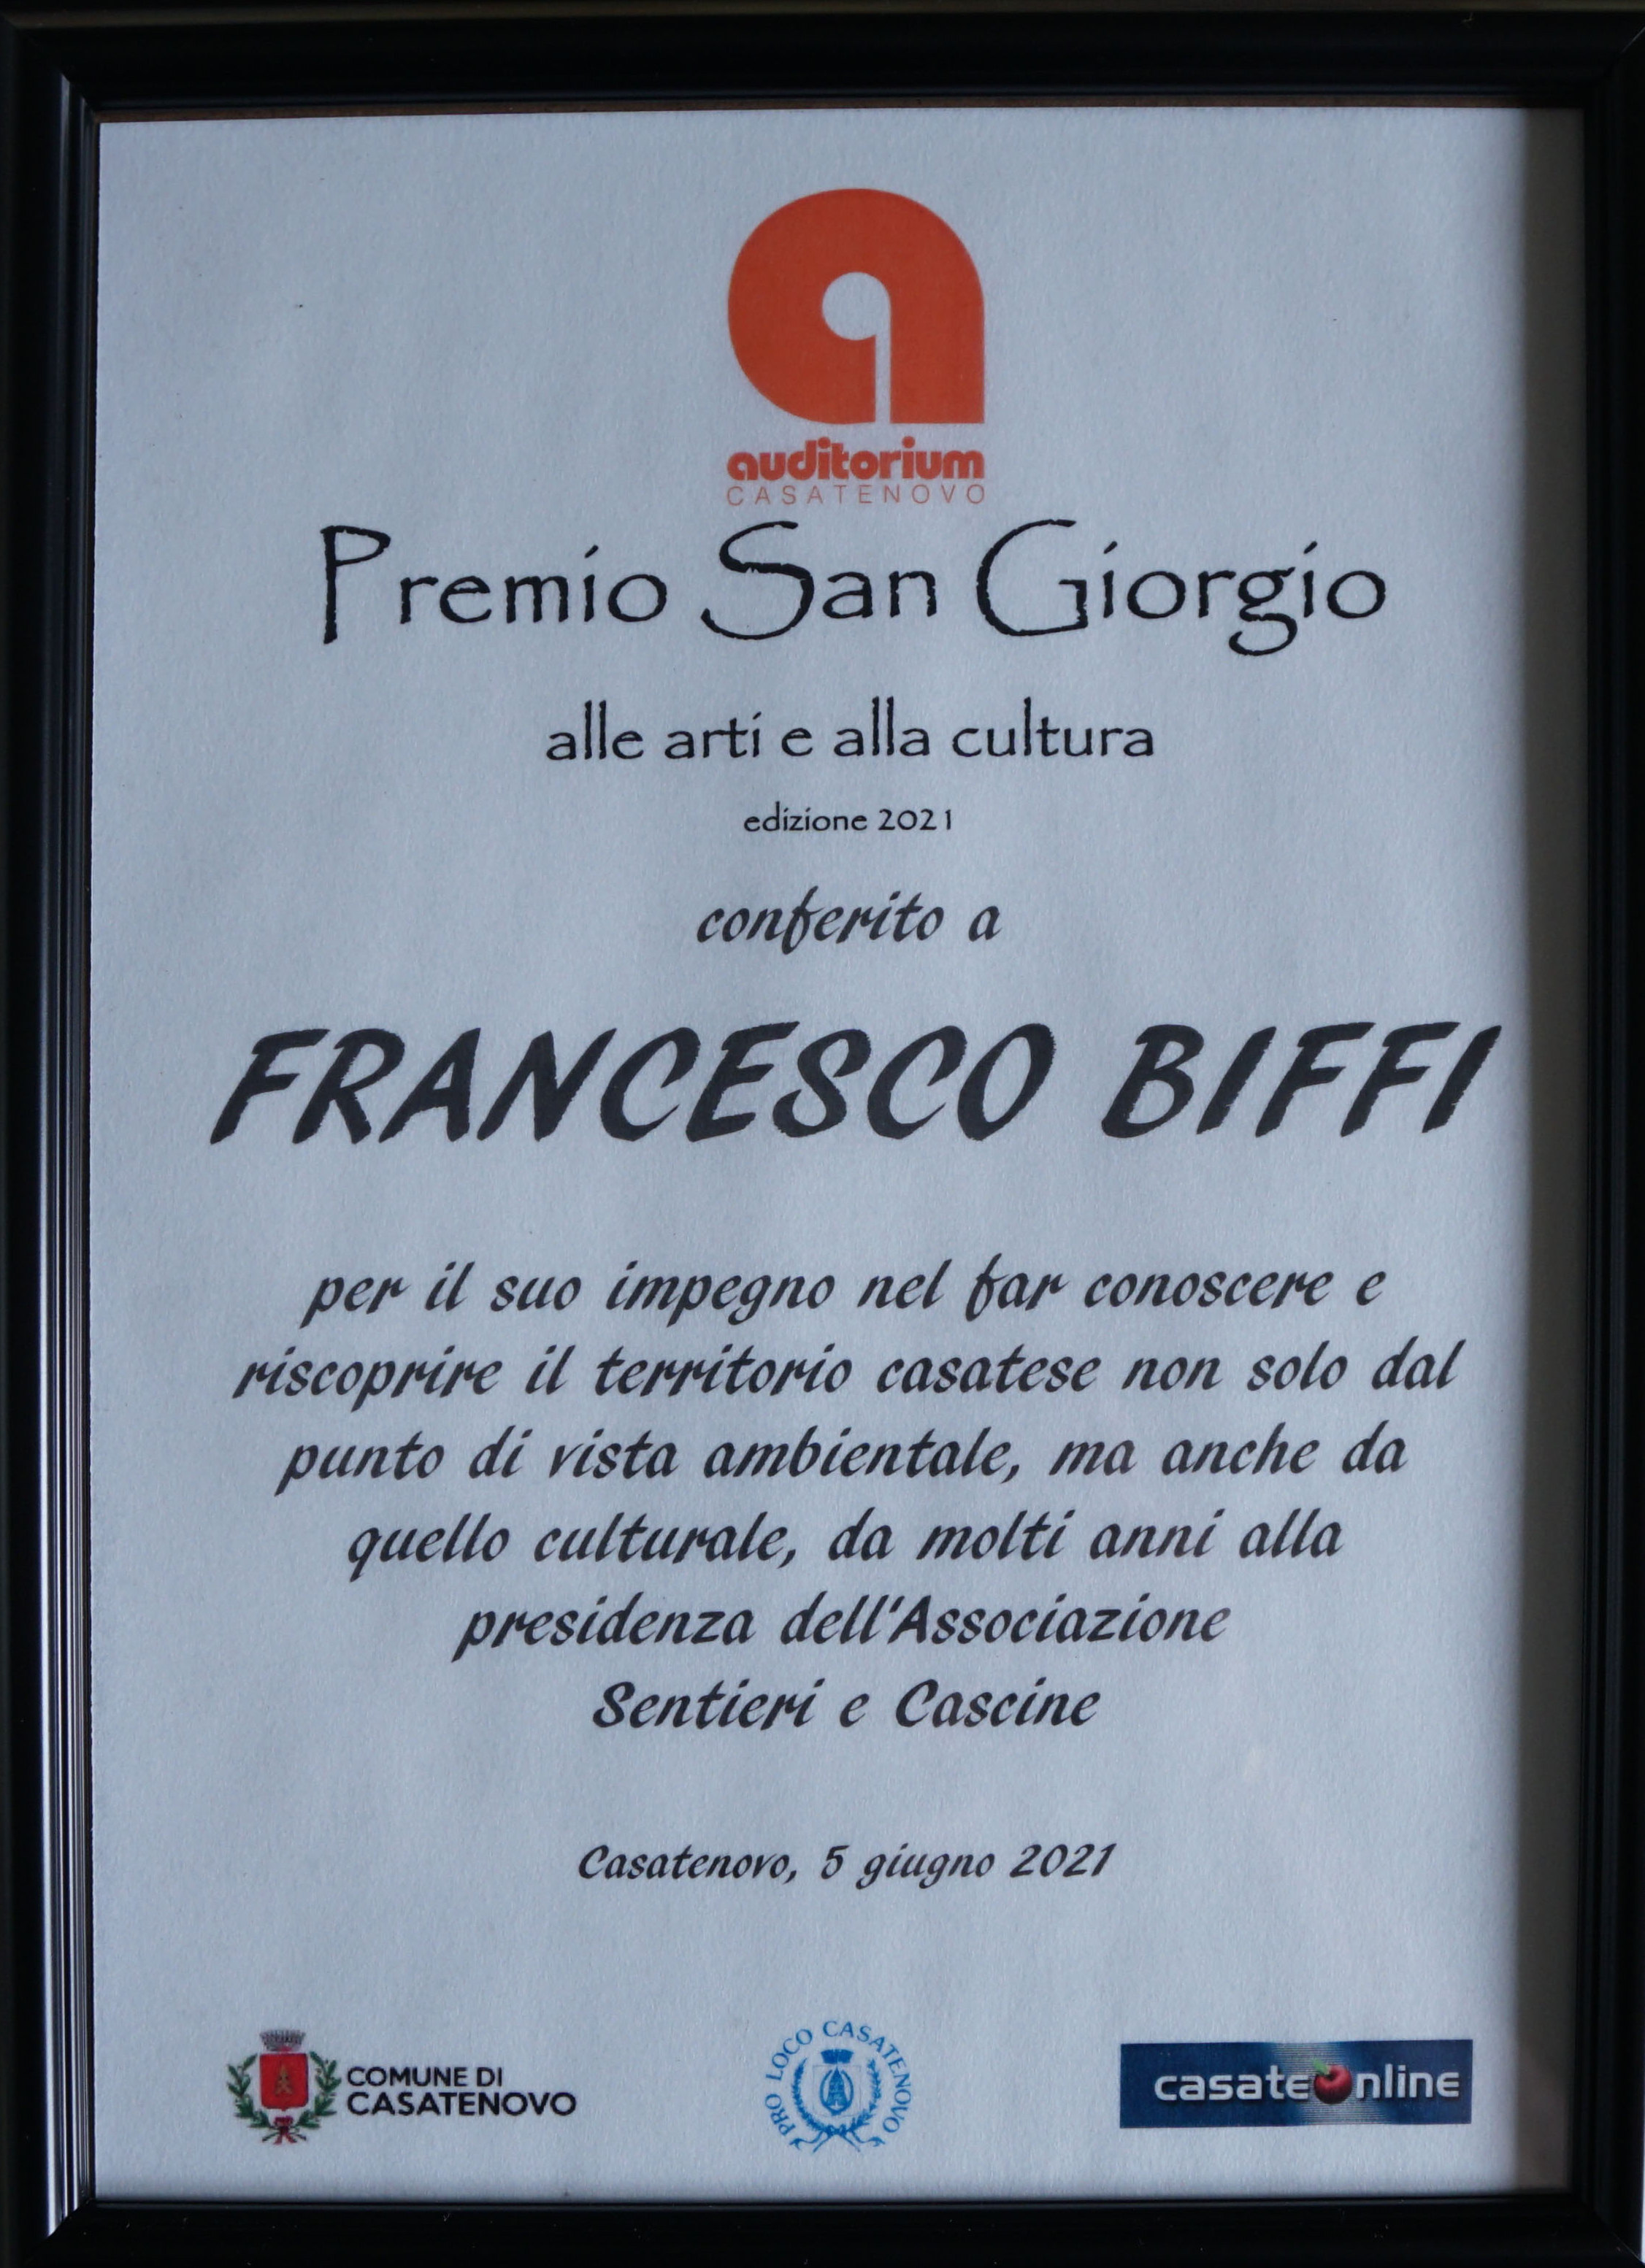 auditorium
CASATENOVO
Premio San Giorgio
alle arti e alla cultura
edizione 2021
conferito a
FRANCESCO BIFFI
per il suo impegno nel far conoscere e
riscoprire il territorio casatese non solo dal
punto di vista ambientale, ma anche da
quello culturale, da molti anni alla
presidenza dell'Associazione
Sentieri e Cascine
Casatenovo, 5 giugno 2021
COMUNE DI
CASATENOVO
PRO LOCO CASATENOVO
casateonline